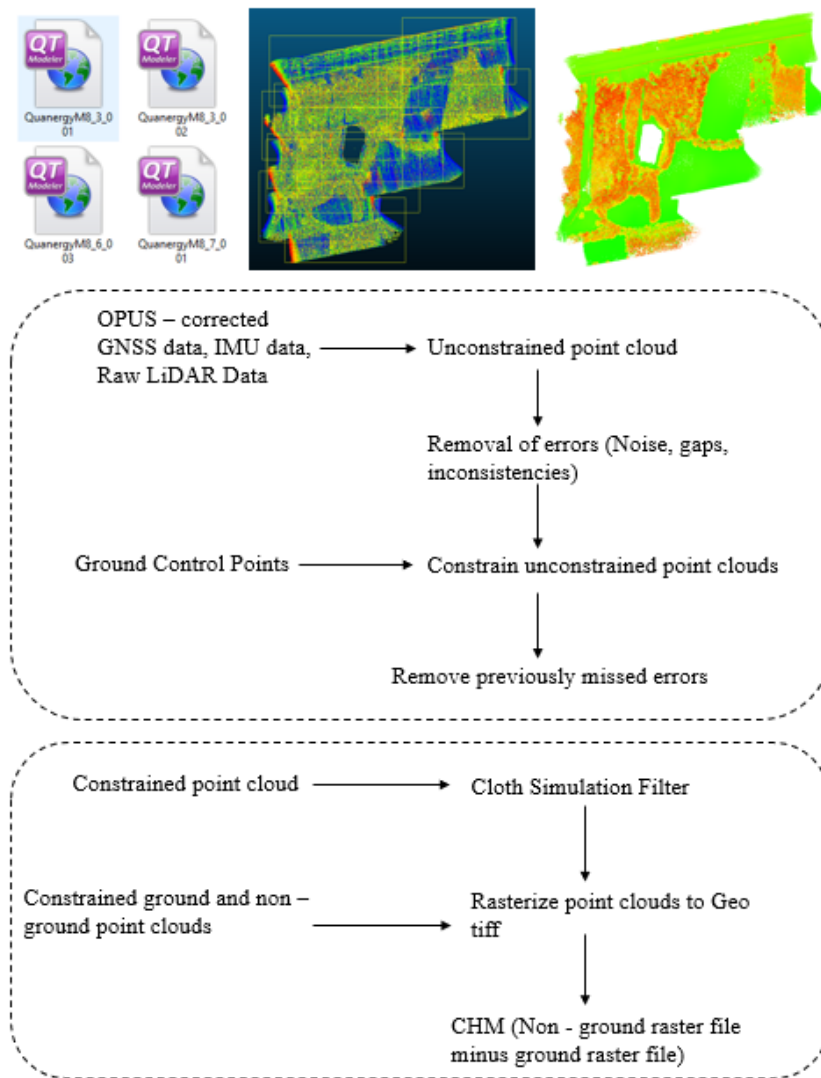 QT
Modeler
QuanergyM8_3_0
01
QT
Modeler
QuanergyM8_3_0
02
QT
Modeler
QuanergyM8_6_0
03
QT
Modeler
QuanergyM8_7_0
01
OPUS – corrected
GNSS data, IMU data,
Raw LiDAR Data
Unconstrained point cloud
Removal of errors (Noise, gaps,
inconsistencies)
Ground Control Points
Constrain unconstrained point clouds
Remove previously missed errors
Constrained point cloud
Cloth Simulation Filter
Constrained ground and non –
ground point clouds
Rasterize point clouds to Geo
tiff
CHM (Non - ground raster file
minus ground raster file)